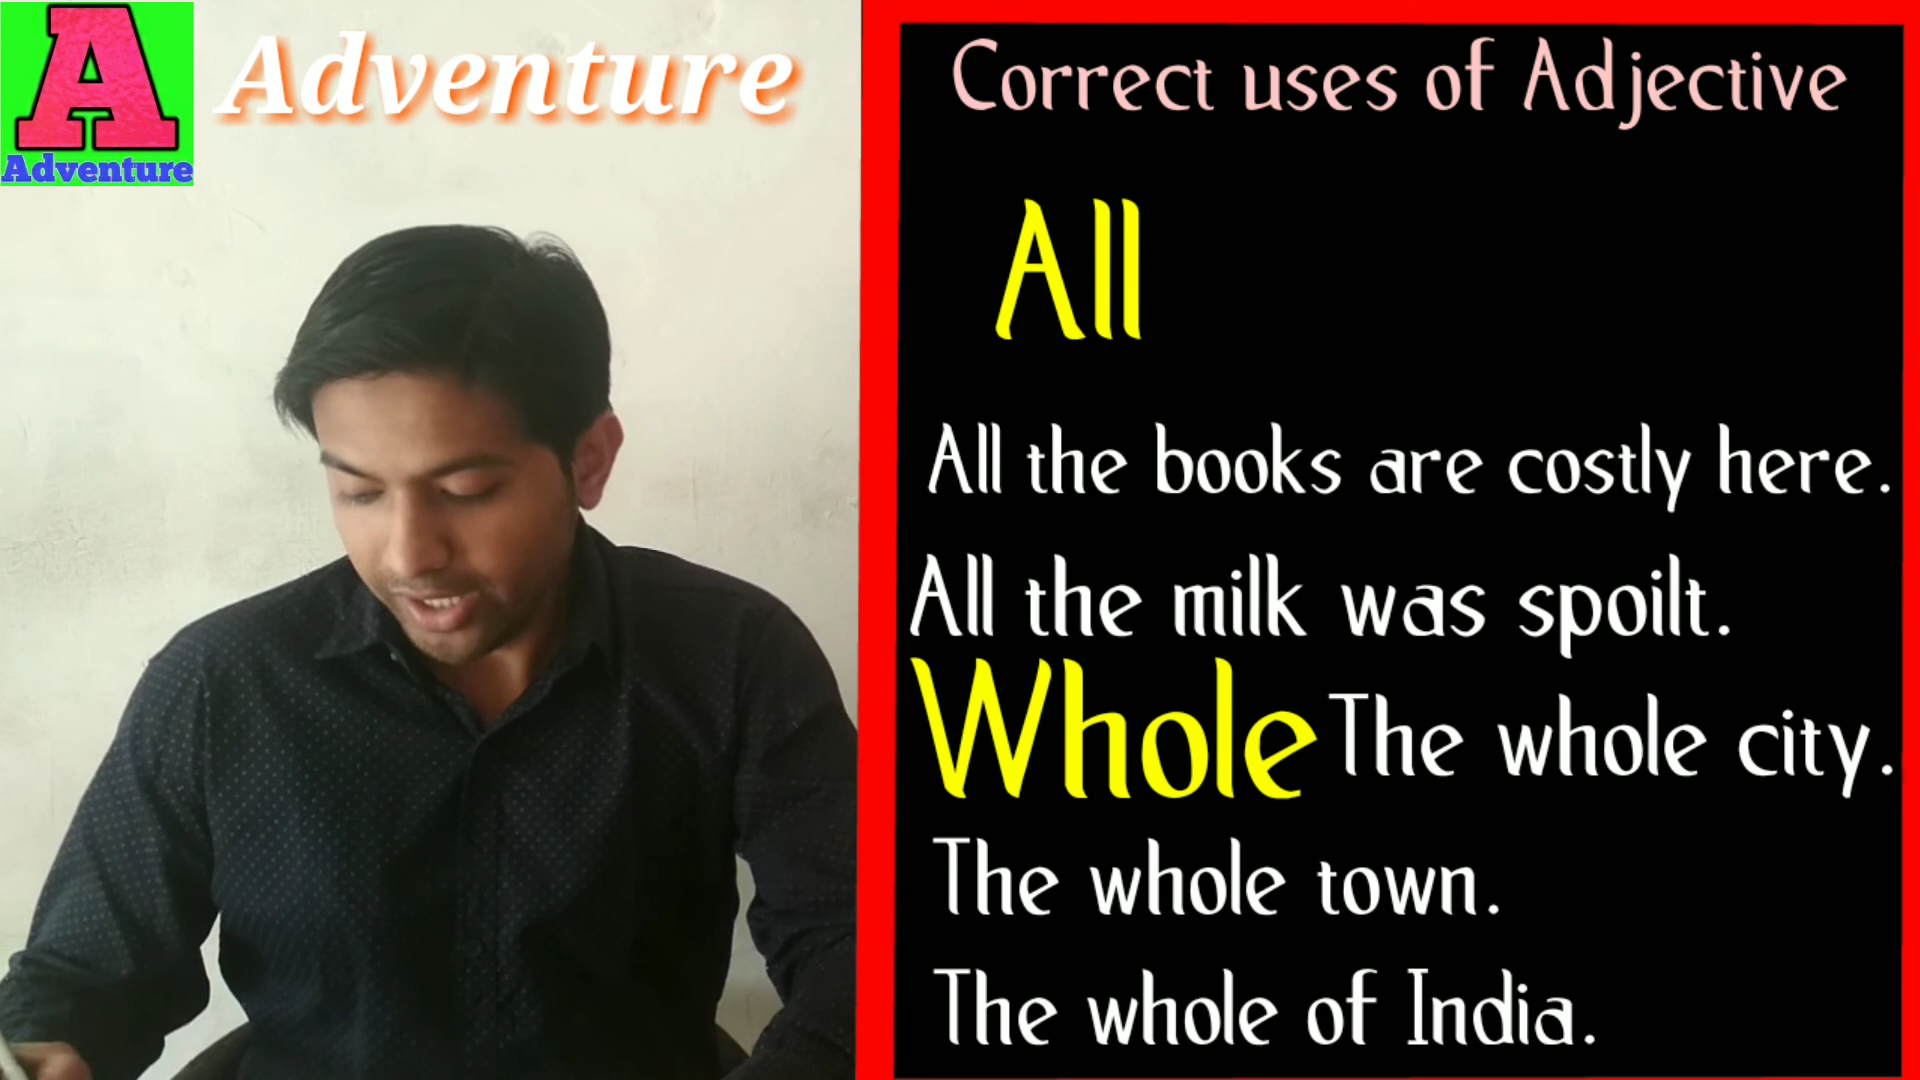 A
Adventure
Adventure
Correct uses of Adjective
All
All the books are costly here.
All the milk was spoilt.
Whole The whole city.
The whole town.
The whole of India.